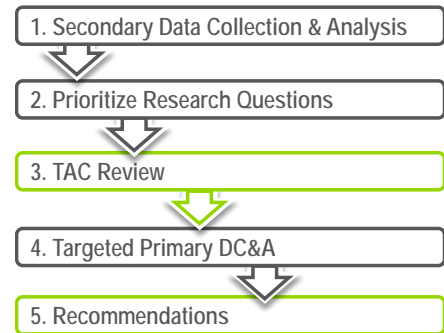 1. Secondary Data Collection & Analysis
2. Prioritize Research Questions
3. TAC Review
4. Targeted Primary DC&A
5. Recommendations